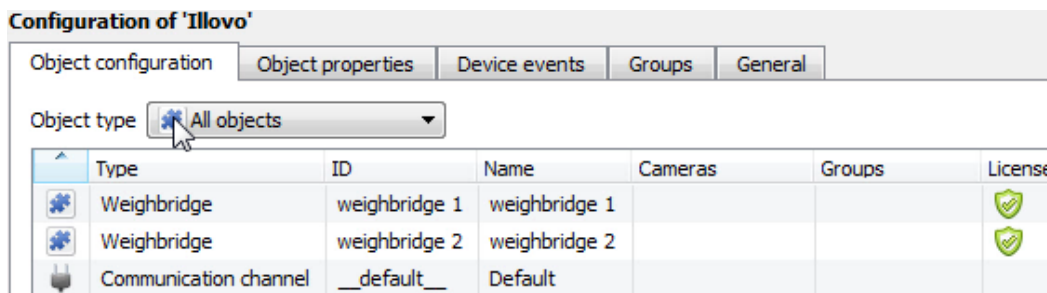 Configuration of 'Illovo'
Object configuration Object properties Device events Groups General
Object type All objects
Type ID Name Cameras Groups License
Weighbridge weighbridge 1 weighbridge 1
Weighbridge weighbridge 2 weighbridge 2
Communication channel __default__ Default